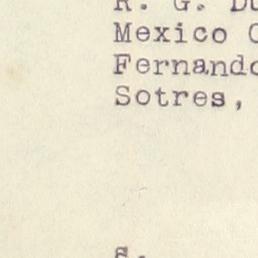 R. G. D
Mexico C
Fernando
Sotres,
s.